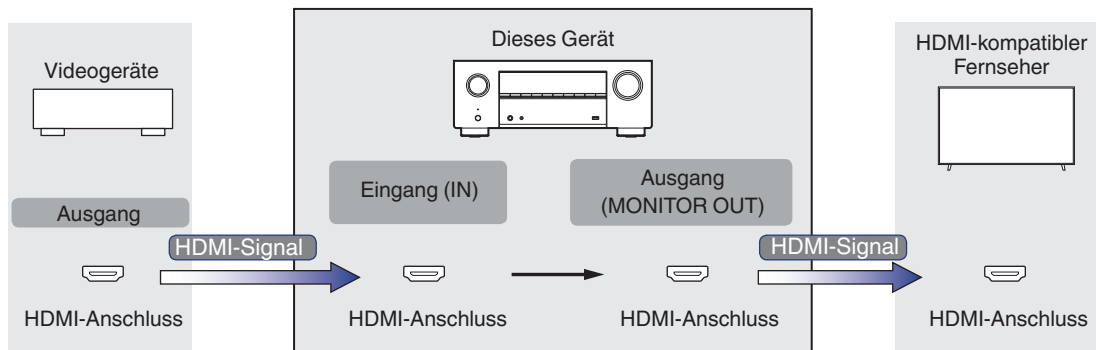 Dieses Gerät
Videogeräte
HDMI-kompatibler
Fernseher
Eingang (IN)
Ausgang
(MONITOR OUT)
Ausgang
HDMI-Signal
HDMI-Signal
HDMI-Anschluss
HDMI-Anschluss
HDMI-Anschluss
HDMI-Anschluss